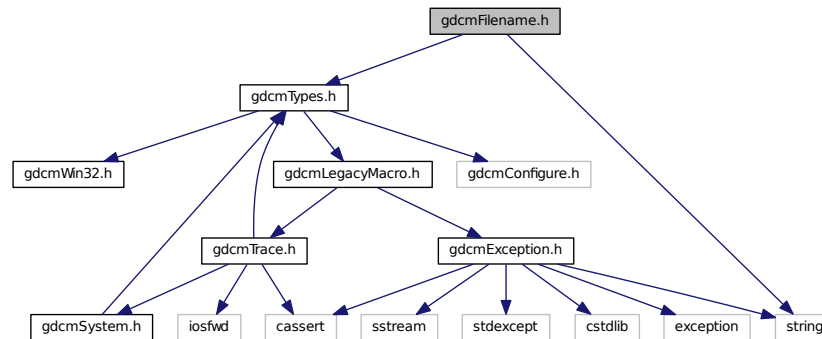 gdcmFilename.h
gdcmTypes.h
gdcmWin32.h
gdcmLegacyMacro.h
gdcmConfigure.h
gdcmTrace.h
gdcmException.h
gdcmSystem.h
iosfwd
cassert
sstream
stdexcept
cstdlib
exception
string